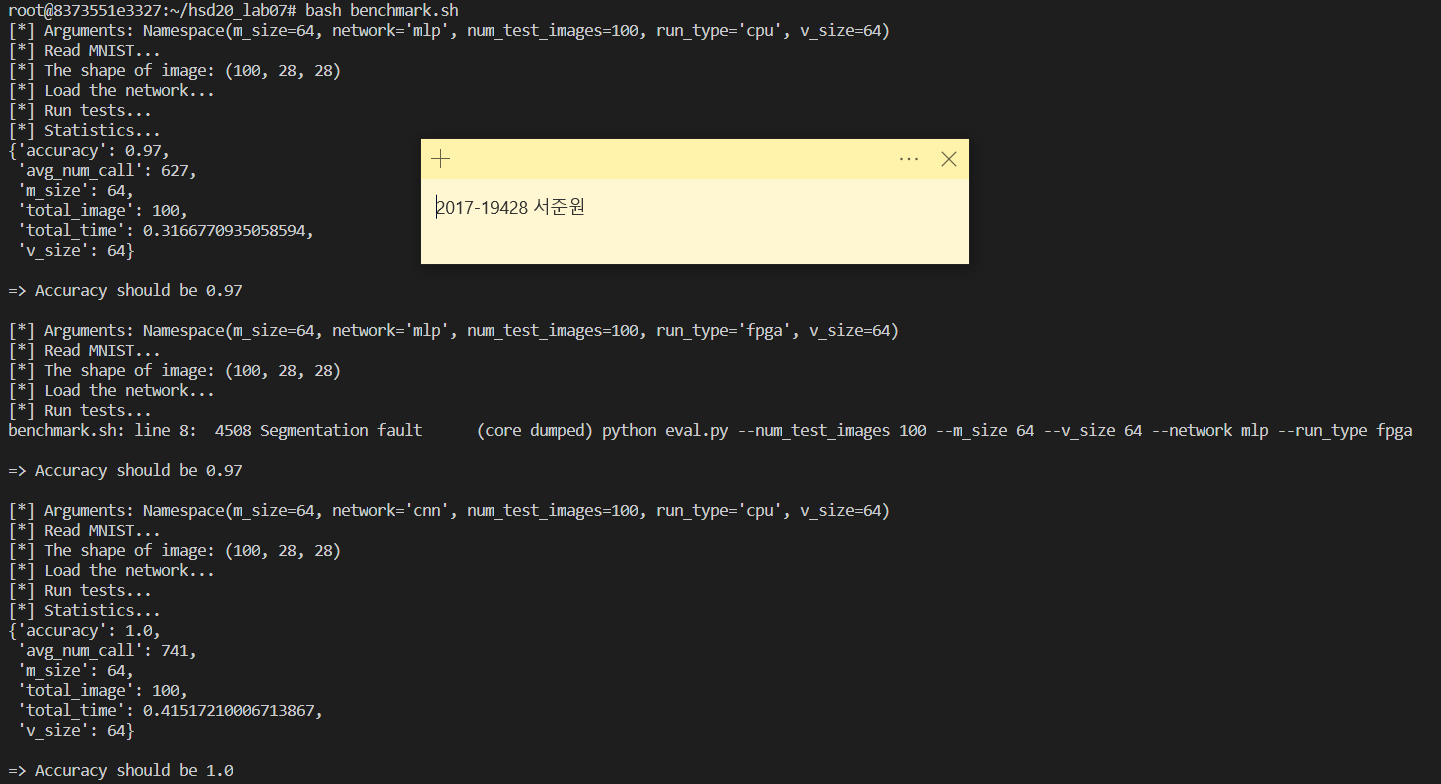 root@8373551e3327:~/hsd20_lab07# bash benchmark.sh
[*] Arguments: Namespace(m_size=64, network='mlp', num_test_images=100, run_type='cpu', v_size=64)
[*] Read MNIST...
[*] The shape of image: (100, 28, 28)
[*] Load the network...
[*] Run tests...
[*] Statistics...
{'accuracy': 0.97,
 'avg_num_call': 627,
 'm_size': 64,
 'total_image': 100,
 'total_time': 0.3166770935058594,
 'v_size': 64}
2017-19428 서준원
=> Accuracy should be 0.97
[*] Arguments: Namespace(m_size=64, network='mlp', num_test_images=100, run_type='fpga', v_size=64)
[*] Read MNIST...
[*] The shape of image: (100, 28, 28)
[*] Load the network...
[*] Run tests...
benchmark.sh: line 8:  4508 Segmentation fault      (core dumped) python eval.py --num_test_images 100 --m_size 64 --v_size 64 --network mlp --run_type fpga
=> Accuracy should be 0.97
[*] Arguments: Namespace(m_size=64, network='cnn', num_test_images=100, run_type='cpu', v_size=64)
[*] Read MNIST...
[*] The shape of image: (100, 28, 28)
[*] Load the network...
[*] Run tests...
[*] Statistics...
{'accuracy': 1.0,
 'avg_num_call': 741,
 'm_size': 64,
 'total_image': 100,
 'total_time': 0.41517210006713867,
 'v_size': 64}
=> Accuracy should be 1.0